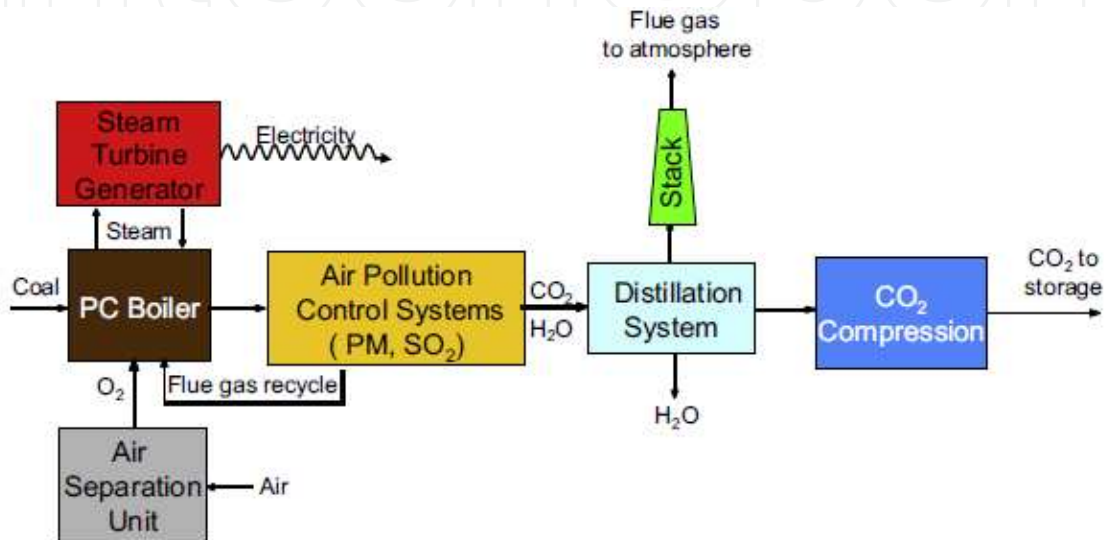 Flue gas
to atmosphere
Steam
Turbine
Generator
Electricity
Stack
Steam
Coal
PC Boiler
Air Pollution
Control Systems
( PM, SO₂)
CO₂
H₂O
Distillation
System
CO₂
Compression
CO₂ to
storage
O₂
Flue gas recycle
H₂O
Air
Separation
Unit
Air